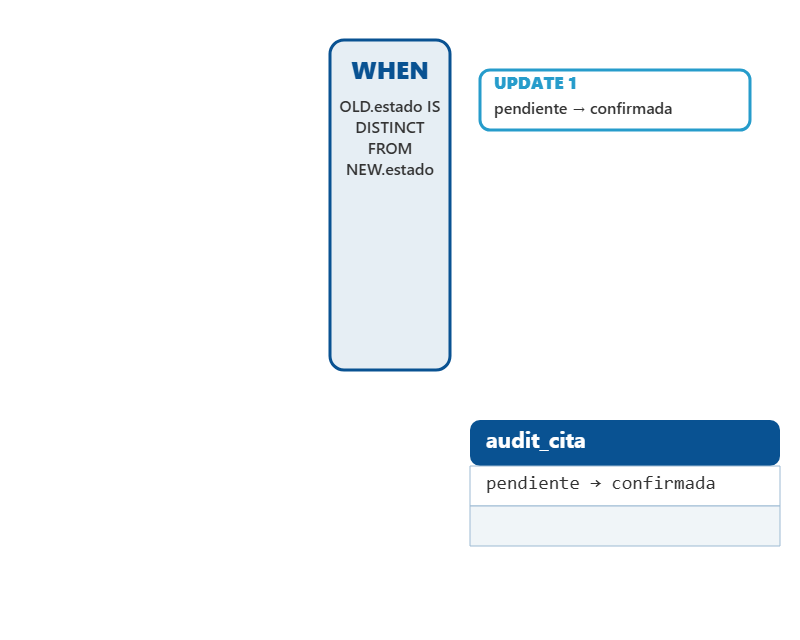 WHEN
OLD.estado IS
DISTINCT
FROM
NEW.estado
UPDATE 1
pendiente → confirmada
audit_cita
pendiente → confirmada